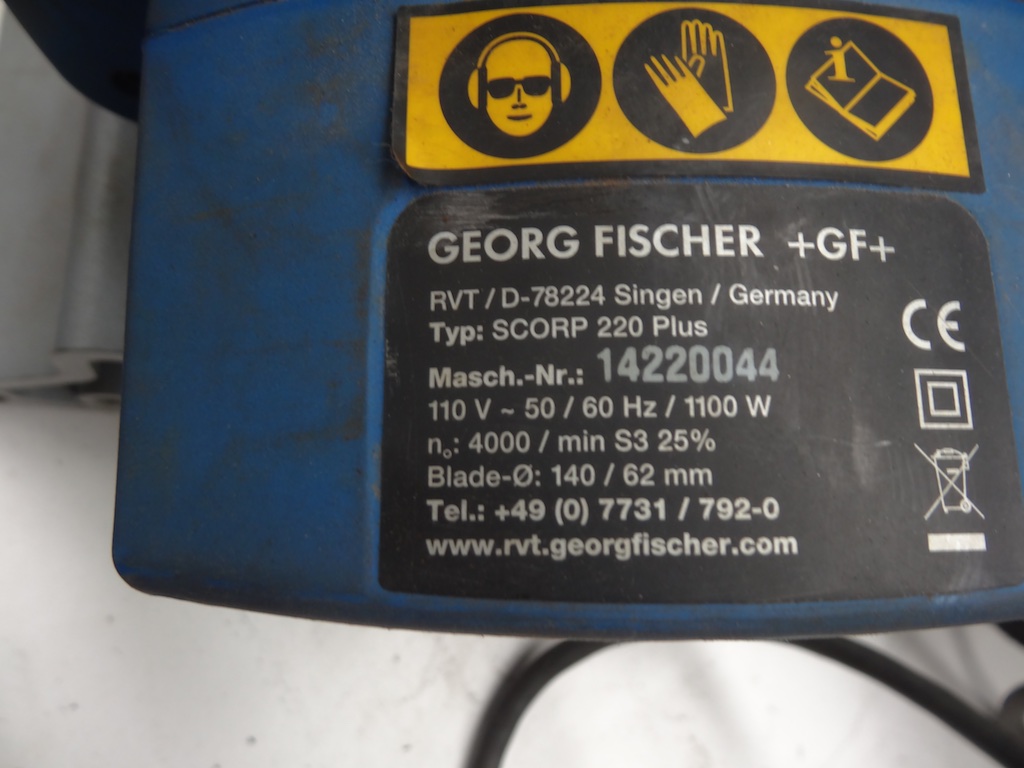 GEORG FISCHER +GF+
RVT / D-78224 Singen / Germany
Typ: SCORP 220 Plus
Masch.-Nr.: 14220044
110 V ~ 50 / 60 Hz / 1100 W
n₀: 4000 / min S3 25%
Blade-Ø: 140 / 62 mm
Tel.: +49 (0) 7731 / 792-0
www.rvt.georgfischer.com
CE